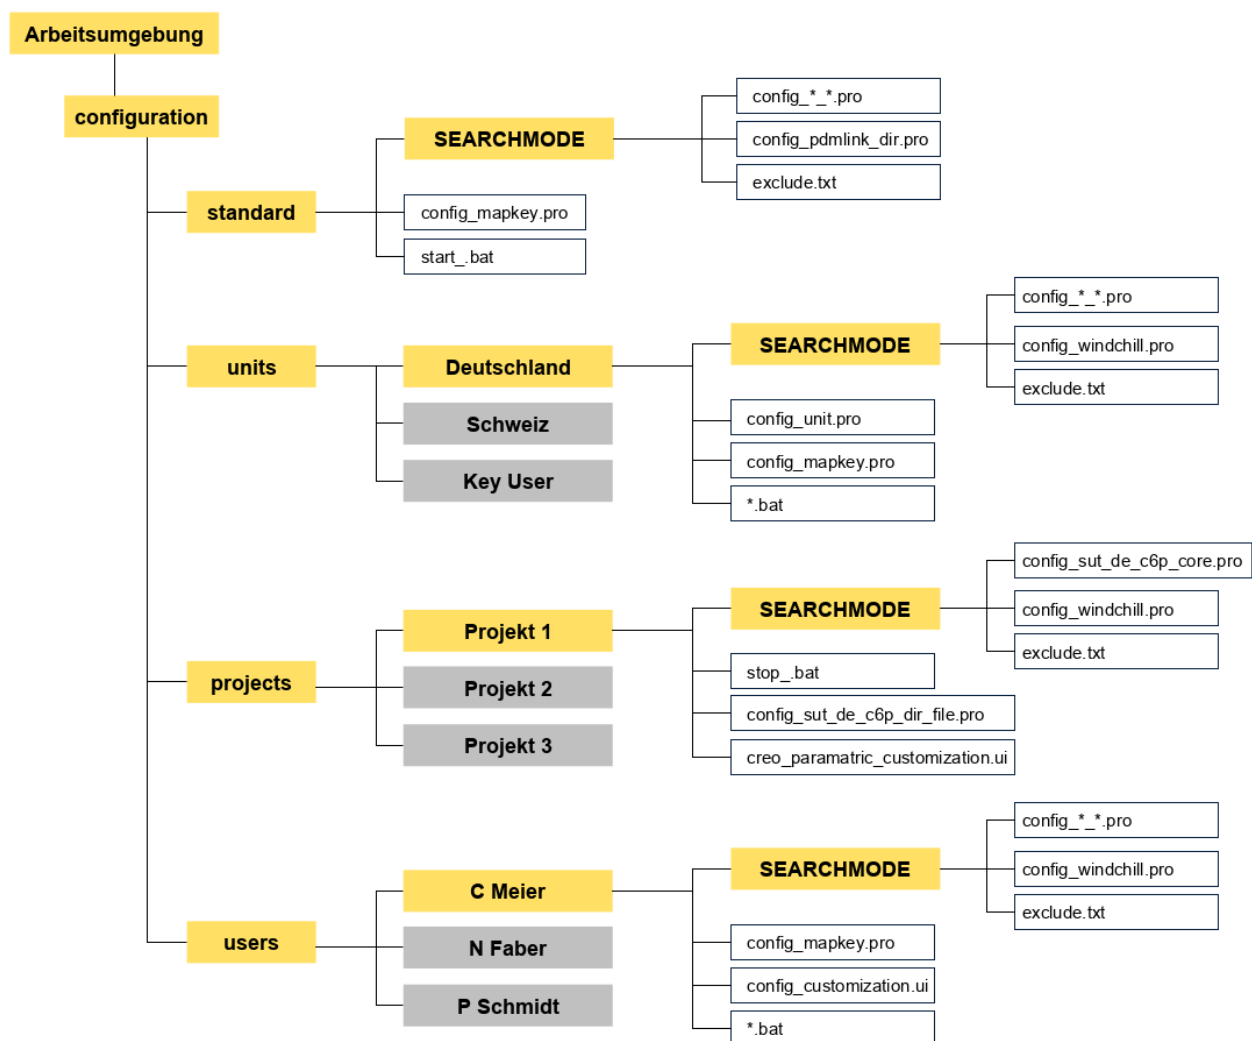 Arbeitsumgebung
configuration
standard
SEARCHMODE
config_*_*.pro
config_pdmlink_dir.pro
exclude.txt
config_mapkey.pro
start_.bat
units
Deutschland
SEARCHMODE
config_*_*.pro
config_windchill.pro
exclude.txt
config_unit.pro
config_mapkey.pro
*.bat
Schweiz
Key User
projects
Projekt 1
SEARCHMODE
config_sut_de_c6p_core.pro
config_windchill.pro
exclude.txt
stop_.bat
config_sut_de_c6p_dir_file.pro
creo_paramatric_customization.ui
Projekt 2
Projekt 3
users
C Meier
SEARCHMODE
config_*_*.pro
config_windchill.pro
exclude.txt
config_mapkey.pro
config_customization.ui
*.bat
N Faber
P Schmidt